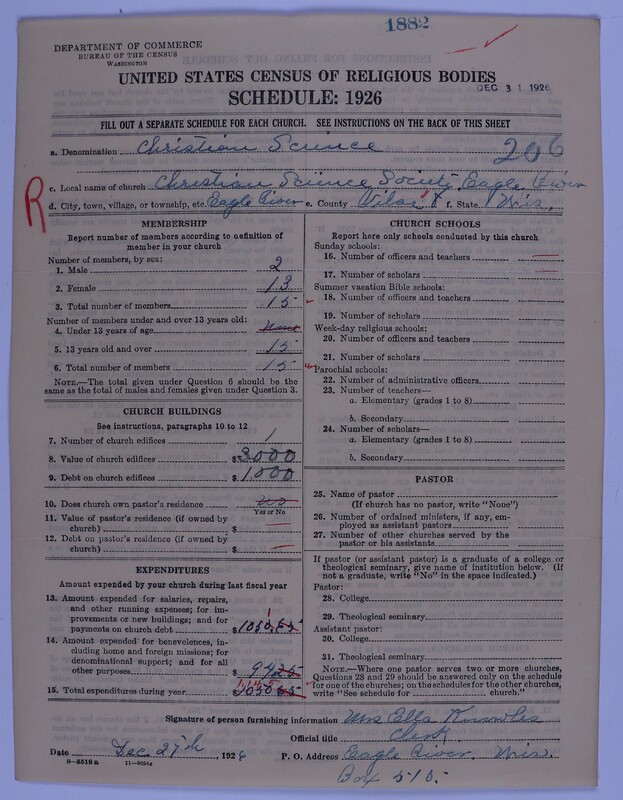 1882
DEPARTMENT OF COMMERCE
BUREAU OF THE CENSUS
WASHINGTON
UNITED STATES CENSUS OF RELIGIOUS BODIES
DEC 31 1926
SCHEDULE: 1926
FILL OUT A SEPARATE SCHEDULE FOR EACH CHURCH. SEE INSTRUCTIONS ON THE BACK OF THIS SHEET
a. Denomination Christian Science 206
c. Local name of church Christian Science Society, Eagle River
R
d. City, town, village, or township, etc. Eagle River e. County Vilas f. State Wis.
MEMBERSHIP
Report number of members according to definition of
member in your church
Number of members, by sex:
1. Male 2
2. Female 13
3. Total number of members 15
Number of members under and over 13 years old:
4. Under 13 years of age None
5. 13 years old and over 15
6. Total number of members 15
NOTE.—The total given under Question 6 should be
the same as the total of males and females given under Question 3.
CHURCH BUILDINGS
See instructions, paragraphs 10 to 12
7. Number of church edifices 1
8. Value of church edifices $3000
9. Debt on church edifices $1000
10. Does church own pastor's residence No
Yes or No
11. Value of pastor's residence (if owned by
church) $
12. Debt on pastor's residence (if owned by
church) $
EXPENDITURES
Amount expended by your church during last fiscal year
13. Amount expended for salaries, repairs,
and other running expenses; for im-
provements or new buildings; and for
payments on church debt $1050.65
14. Amount expended for benevolences, in-
cluding home and foreign missions; for
denominational support; and for all
other purposes $94.25
15. Total expenditures during year $
CHURCH SCHOOLS
Report here only schools conducted by this church
Sunday schools:
16. Number of officers and teachers
17. Number of scholars
Summer vacation Bible schools:
18. Number of officers and teachers
19. Number of scholars
Week-day religious schools:
20. Number of officers and teachers
21. Number of scholars
Parochial schools:
22. Number of administrative officers
23. Number of teachers—
a. Elementary (grades 1 to 8)
b. Secondary
24. Number of scholars—
a. Elementary (grades 1 to 8)
b. Secondary
PASTOR
25. Name of pastor
(If church has no pastor, write "None")
26. Number of ordained ministers, if any, em-
ployed as assistant pastors
27. Number of other churches served by the
pastor or his assistants
If pastor (or assistant pastor) is a graduate of a college or
theological seminary, give name of institution below. (If
not a graduate, write "No" in the space indicated.)
Pastor:
28. College
29. Theological seminary
Assistant pastor:
30. College
31. Theological seminary
NOTE.—Where one pastor serves two or more churches,
Questions 28 and 29 should be answered only on the schedule
for one of the churches; on the schedules for the other churches,
write "See schedule for church."
Signature of person furnishing information Mrs Ella Knowles
Official title Clerk.
Date Dec. 27th, 1926 P. O. Address Eagle River, Wis.
8—5518a 11—9054a
Box 515.